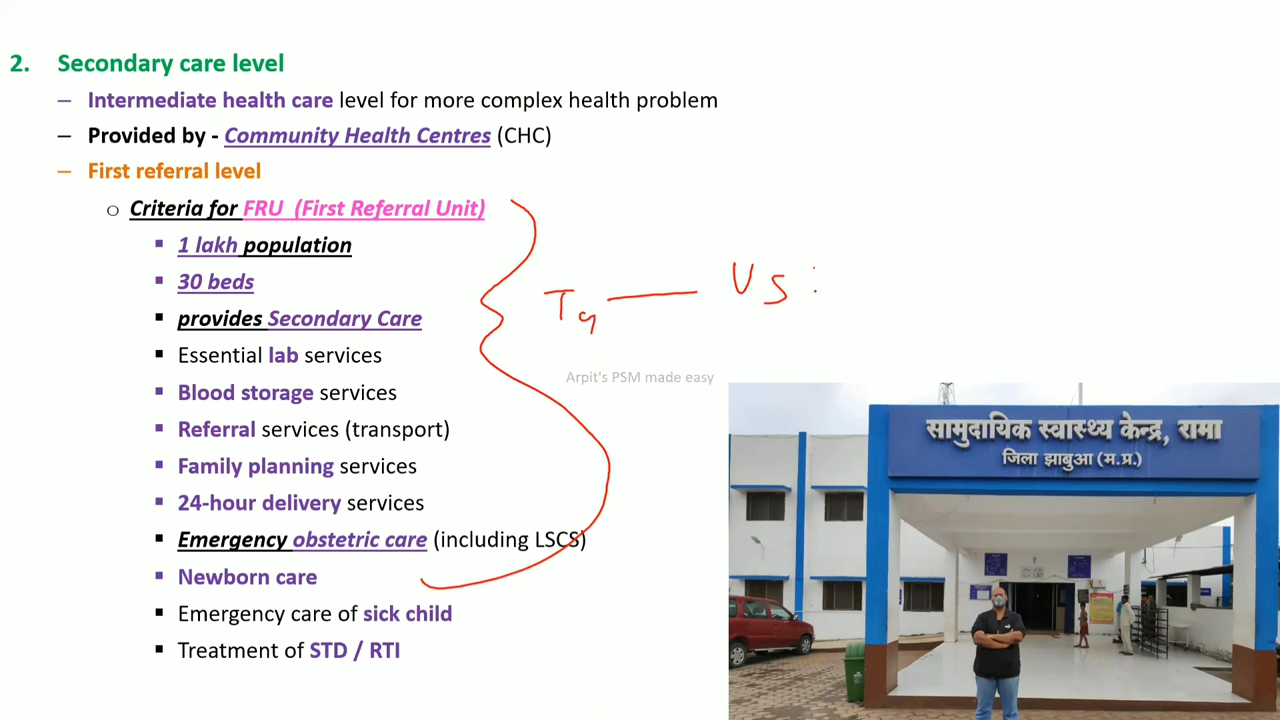 2. Secondary care level
– Intermediate health care level for more complex health problem
– Provided by - Community Health Centres (CHC)
– First referral level
o Criteria for FRU (First Referral Unit)
▪ 1 lakh population
▪ 30 beds
▪ provides Secondary Care
▪ Essential lab services
▪ Blood storage services
▪ Referral services (transport)
▪ Family planning services
▪ 24-hour delivery services
▪ Emergency obstetric care (including LSCS)
▪ Newborn care
▪ Emergency care of sick child
▪ Treatment of STD / RTI
Arpit's PSM made easy
सामुदायिक स्वास्थ्य केन्द्र, रामा
जिला झाबुआ (म.प्र.)